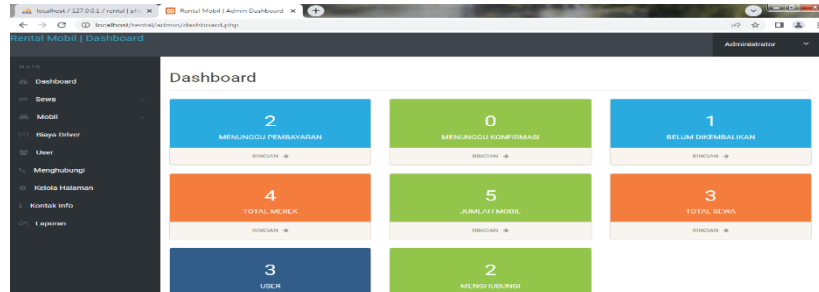 localhost / 127.0.0.1 / rental | ph
Rental Mobil | Admin Dashboard
localhost/rental/admin/dashboard.php
Rental Mobil | Dashboard
Administrator
MAIN
Dashboard
Sewa
Mobil
Biaya Driver
User
Menghubungi
Kelola Halaman
Kontak Info
Laporan
Dashboard
2
MENUNGGU PEMBAYARAN
RINCIAN
0
MENUNGGU KONFIRMASI
RINCIAN
1
BELUM DIKEMBALIKAN
RINCIAN
4
TOTAL MEREK
RINCIAN
5
JUMLAH MOBIL
RINCIAN
3
TOTAL SEWA
RINCIAN
3
USER
2
MENGHUBUNGI